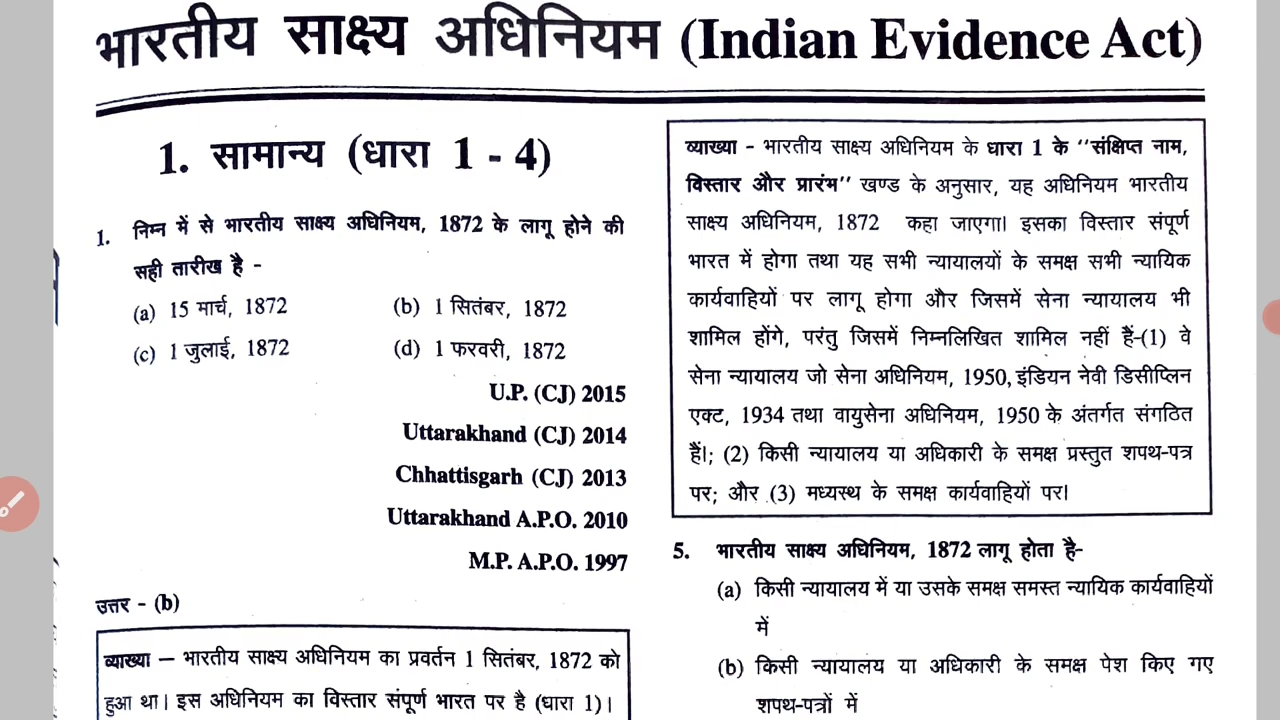 भारतीय साक्ष्य अधिनियम (Indian Evidence Act)
1. सामान्य (धारा 1 - 4)
1. निम्न में से भारतीय साक्ष्य अधिनियम, 1872 के लागू होने की
सही तारीख है -
(a) 15 मार्च, 1872 (b) 1 सितंबर, 1872
(c) 1 जुलाई, 1872 (d) 1 फरवरी, 1872
U.P. (CJ) 2015
Uttarakhand (CJ) 2014
Chhattisgarh (CJ) 2013
Uttarakhand A.P.O. 2010
M.P. A.P.O. 1997
उत्तर - (b)
व्याख्या – भारतीय साक्ष्य अधिनियम का प्रवर्तन 1 सितंबर, 1872 को
हुआ था। इस अधिनियम का विस्तार संपूर्ण भारत पर है (धारा 1)।
व्याख्या - भारतीय साक्ष्य अधिनियम के धारा 1 के "संक्षिप्त नाम,
विस्तार और प्रारंभ" खण्ड के अनुसार, यह अधिनियम भारतीय
साक्ष्य अधिनियम, 1872 कहा जाएगा। इसका विस्तार संपूर्ण
भारत में होगा तथा यह सभी न्यायालयों के समक्ष सभी न्यायिक
कार्यवाहियों पर लागू होगा और जिसमें सेना न्यायालय भी
शामिल होंगे, परंतु जिसमें निम्नलिखित शामिल नहीं हैं-(1) वे
सेना न्यायालय जो सेना अधिनियम, 1950, इंडियन नेवी डिसीप्लिन
एक्ट, 1934 तथा वायुसेना अधिनियम, 1950 के अंतर्गत संगठित
हैं।; (2) किसी न्यायालय या अधिकारी के समक्ष प्रस्तुत शपथ-पत्र
पर; और (3) मध्यस्थ के समक्ष कार्यवाहियों पर।
5. भारतीय साक्ष्य अधिनियम, 1872 लागू होता है-
(a) किसी न्यायालय में या उसके समक्ष समस्त न्यायिक कार्यवाहियों
में
(b) किसी न्यायालय या अधिकारी के समक्ष पेश किए गए
शपथ-पत्रों में